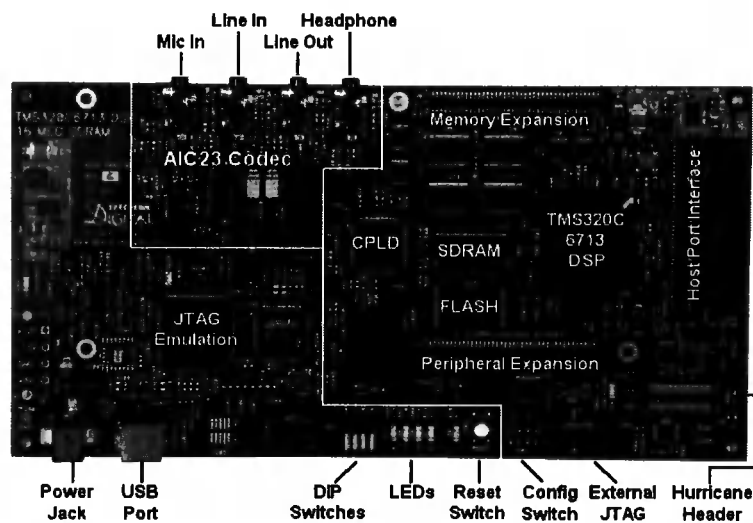 Line In
Headphone
Mic In
Line Out
Memory Expansion
AIC23 Codec
DIGITAL
TMS320C
6713
DSP
Host Port Interface
CPLD
SDRAM
FLASH
JTAG
Emulation
Peripheral Expansion
Power
Jack
USB
Port
DIP
Switches
LEDs
Reset
Switch
Config
Switch
External
JTAG
Hurricane
Header